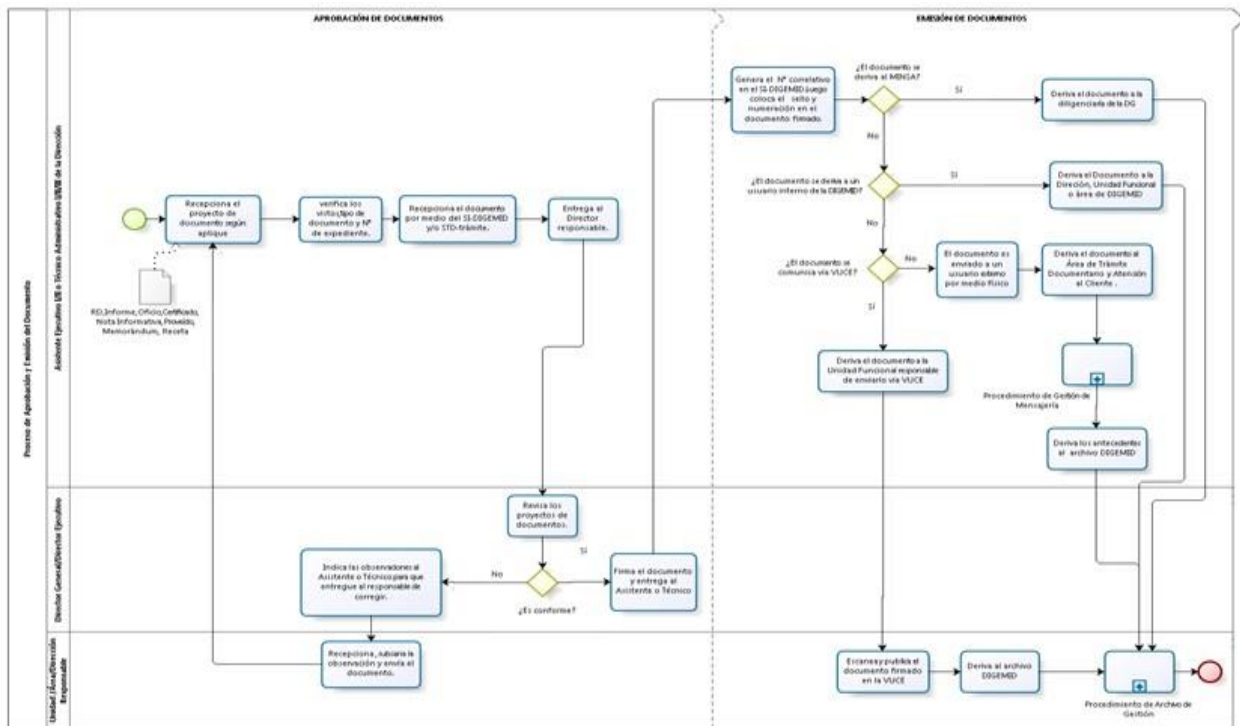 APROBACIÓN DE DOCUMENTOS
EMISIÓN DE DOCUMENTOS
Proceso de Aprobación y Emisión del Documento
Asistente Ejecutivo I/II o Técnico Administrativo I/II/III de la Dirección
Recepciona el
proyecto de
documento según
aplique
RD, Informe, Oficio, Certificado,
Nota Informativa, Proveído,
Memorándum, Receta
verifica los
visitos, tipo de
documento y Nº
de expediente.
Recepciona el documento
por medio del SI-DIGEMID
y/o STD-trámite.
Entrega al
Director
responsable.
Genera el Nº correlativo
en el SI-DIGEMID. Luego
coloca el sello y
numeración en el
documento firmado.
¿El documento se
deriva al MINSA?
Sí
Deriva el documento a la
diligenciaría de la DG
No
¿El documento se deriva a un
usuario interno de la DIGEMID?
Sí
Deriva el Documento a la
Direción, Unidad Funcional
o área de DIGEMID
No
¿El documento se
comunica vía VUCE?
No
El documento es
enviado a un
usuario externo
por medio físico
Deriva el documento al
Área de Trámite
Documentario y Atención
al Cliente .
Sí
Deriva el documento a la
Unidad Funcional responsable
de enviarlo vía VUCE
Procedimiento de Gestión de
Mensajería
Deriva los antecedentes
al archivo DIGEMID
Director General/Director Ejecutivo
Revisa los
proyectos de
documentos.
Sí
No
¿Es conforme?
Indica las observaciones al
Asistente o Técnico para que
entregue al responsable de
corregir.
Firma el documento
y entrega al
Asistente o Técnico
Unidad /Área/Dirección
Responsable
Recepciona , subsana la
observación y envía el
documento.
Escanea y publica el
documento firmado
en la VUCE
Deriva al archivo
DIGEMID
Procedimiento de Archivo de
Gestión